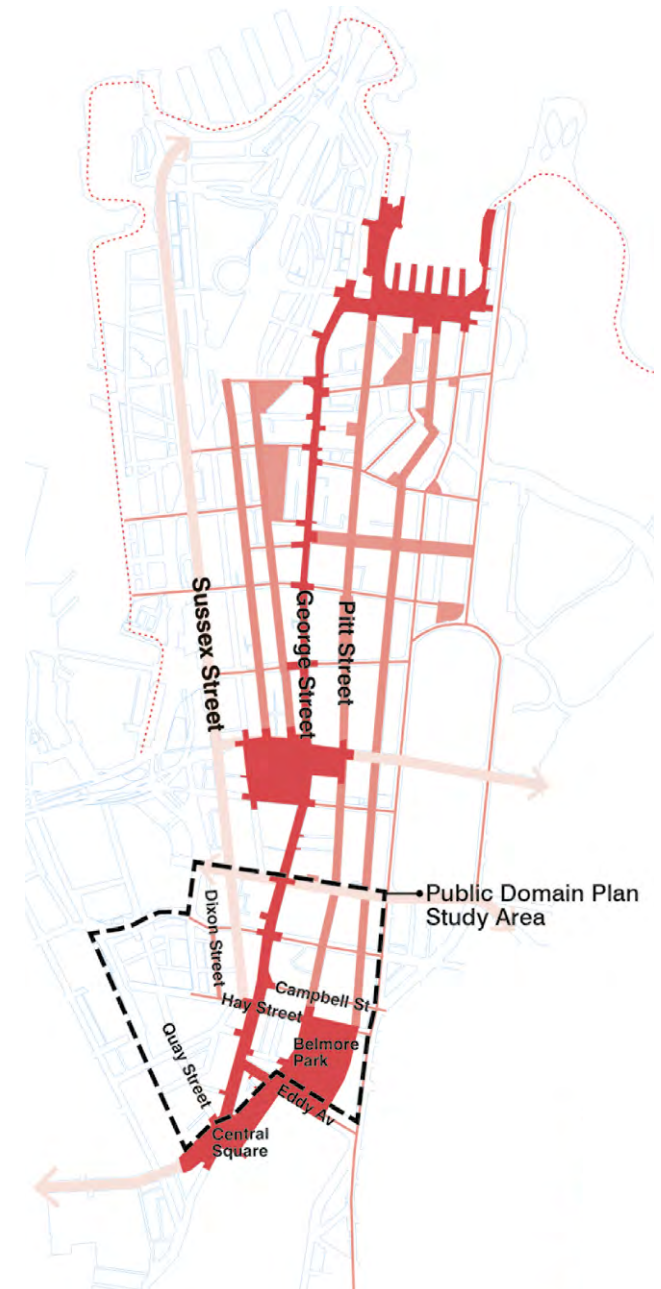 Sussex Street
George Street
Pitt Street
Public Domain Plan
Study Area
Dixon Street
Campbell St
Hay Street
Quay Street
Belmore
Park
Eddy Av
Central
Square